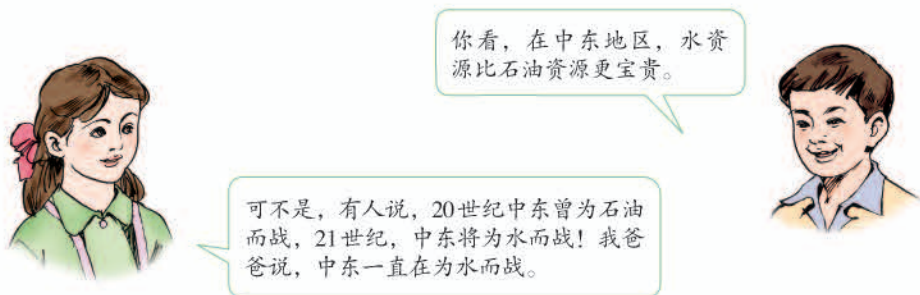 你看，在中东地区，水资
源比石油资源更宝贵。
可不是，有人说，20世纪中东曾为石油
而战，21世纪，中东将为水而战！我爸
爸说，中东一直在为水而战。